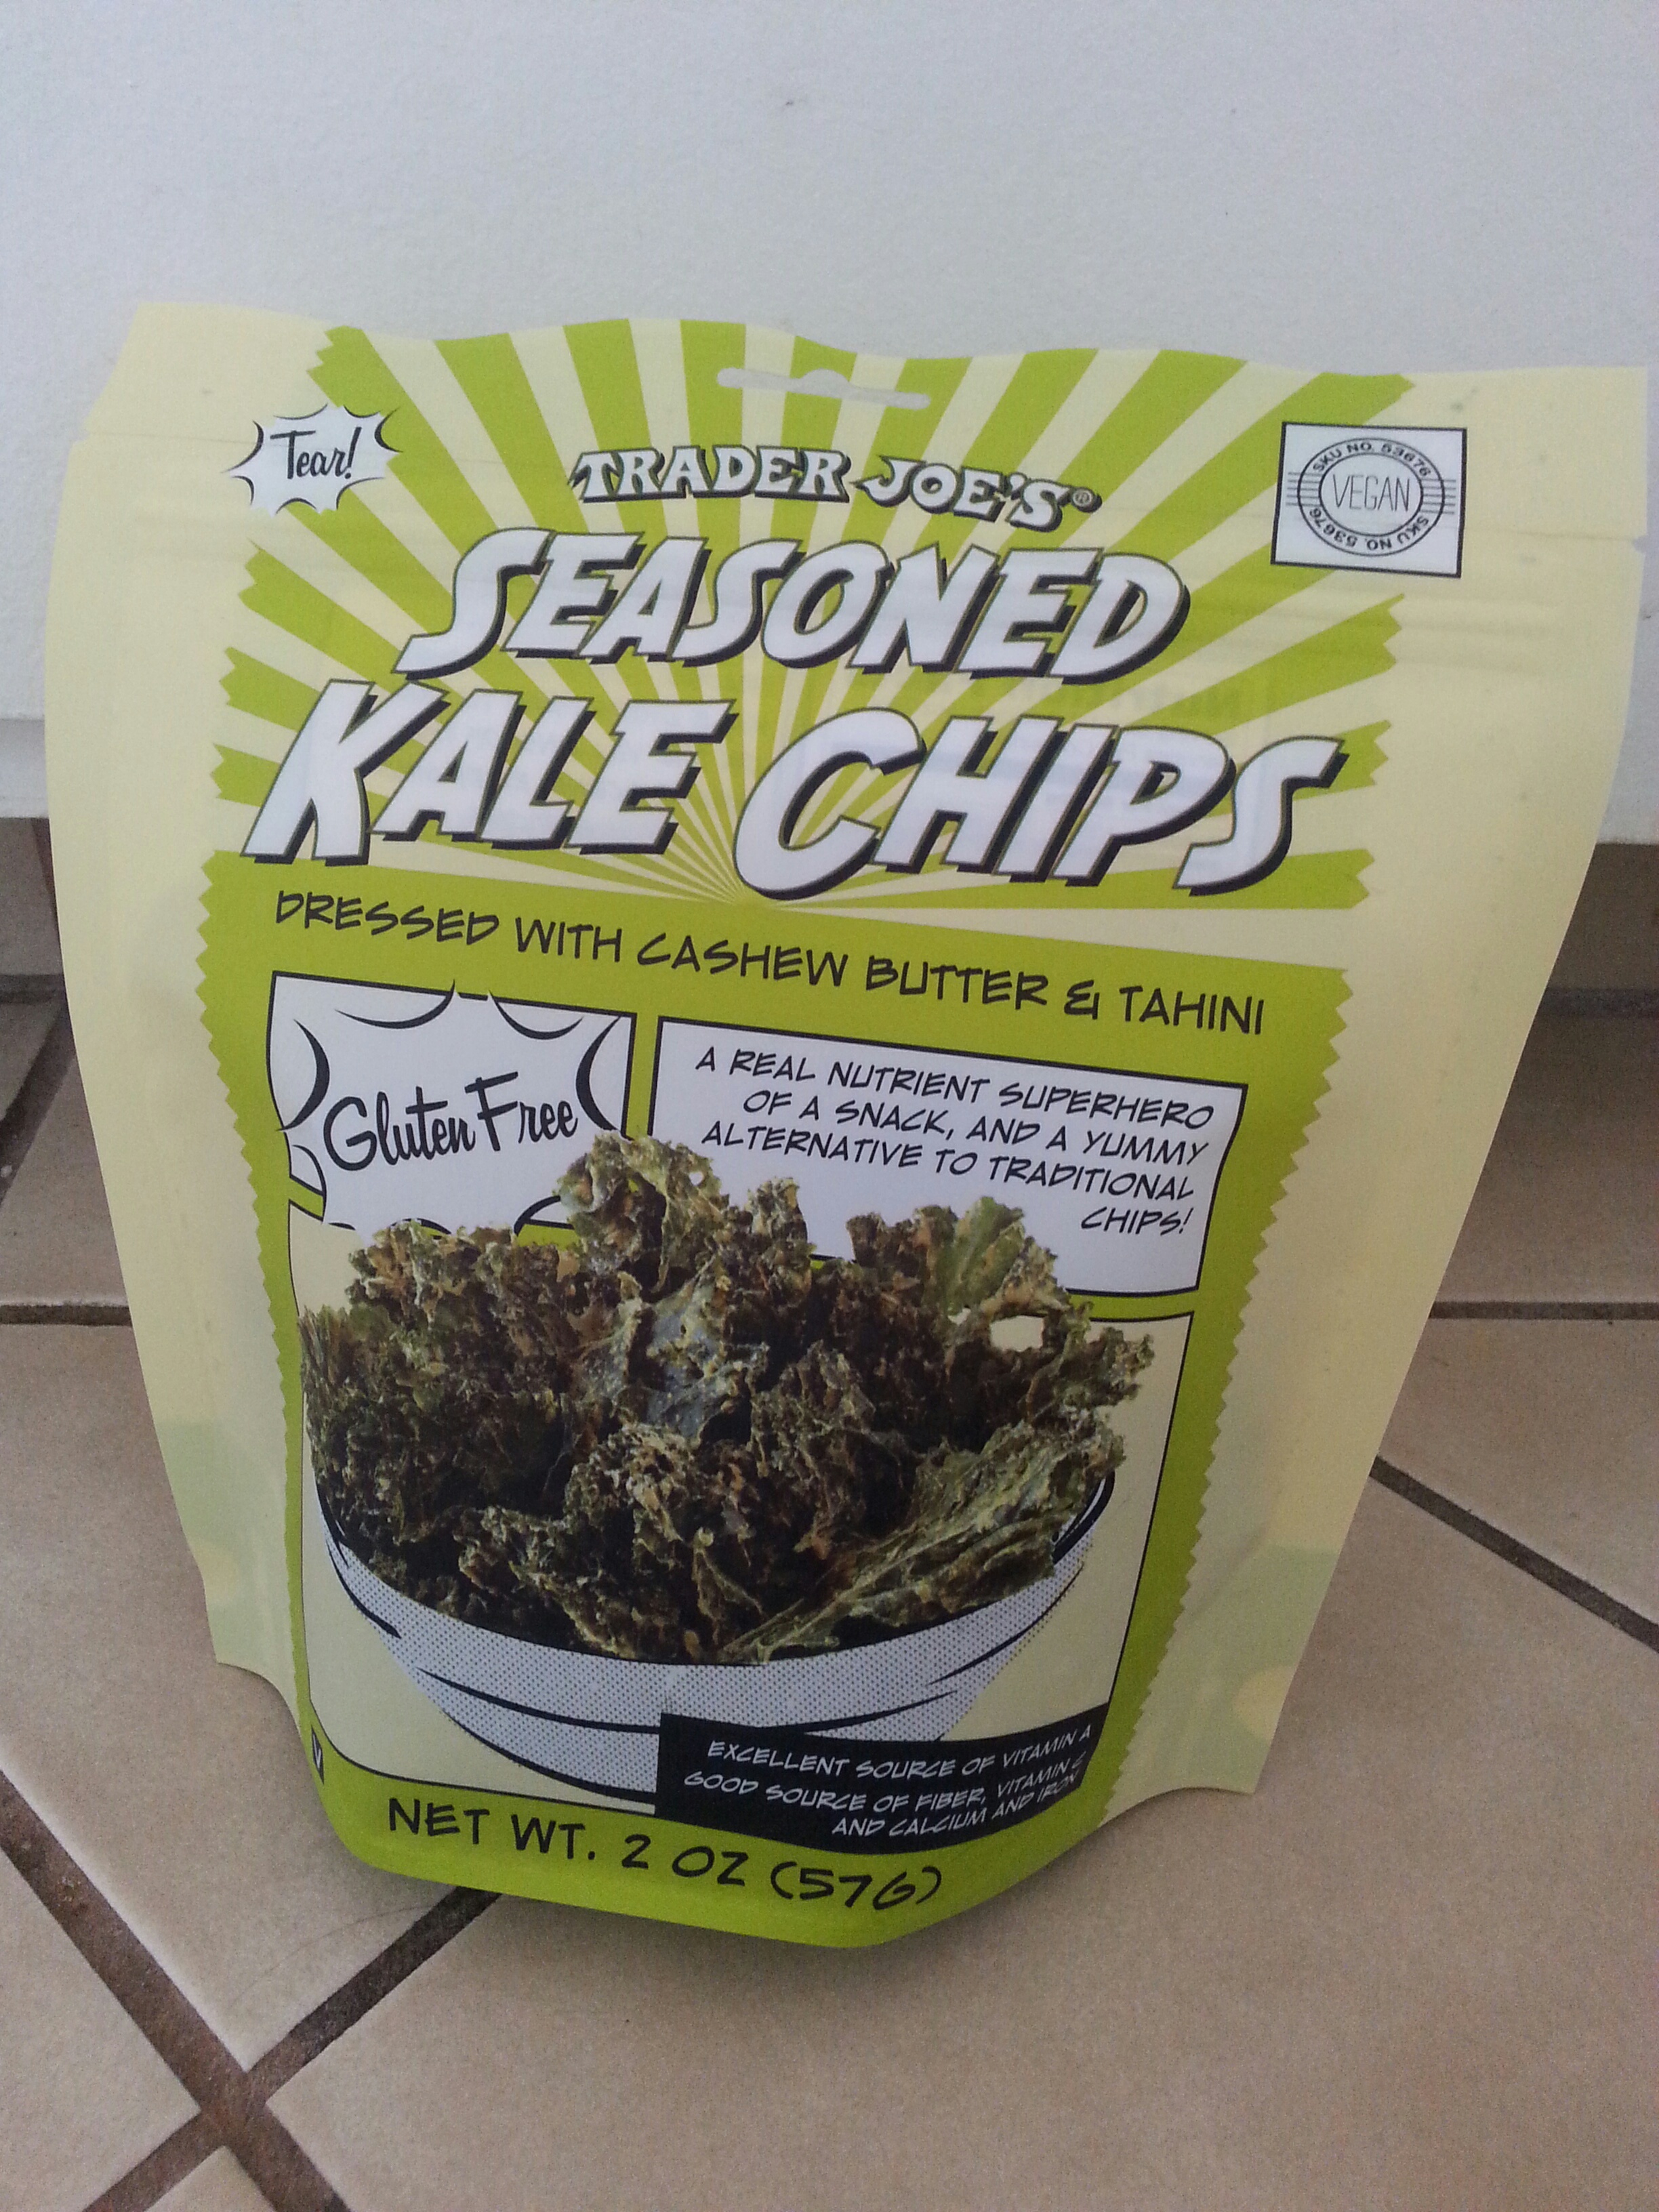 Tear!
TRADER JOE'S®
SKU NO. 53676
VEGAN
SKU NO. 53676
SEASONED
KALE CHIPS
DRESSED WITH CASHEW BUTTER & TAHINI
Gluten Free
A REAL NUTRIENT SUPERHERO
OF A SNACK, AND A YUMMY
ALTERNATIVE TO TRADITIONAL
CHIPS!
EXCELLENT SOURCE OF VITAMIN A
GOOD SOURCE OF FIBER, VITAMIN C
AND CALCIUM AND IRON
V
NET WT. 2 OZ (57G)